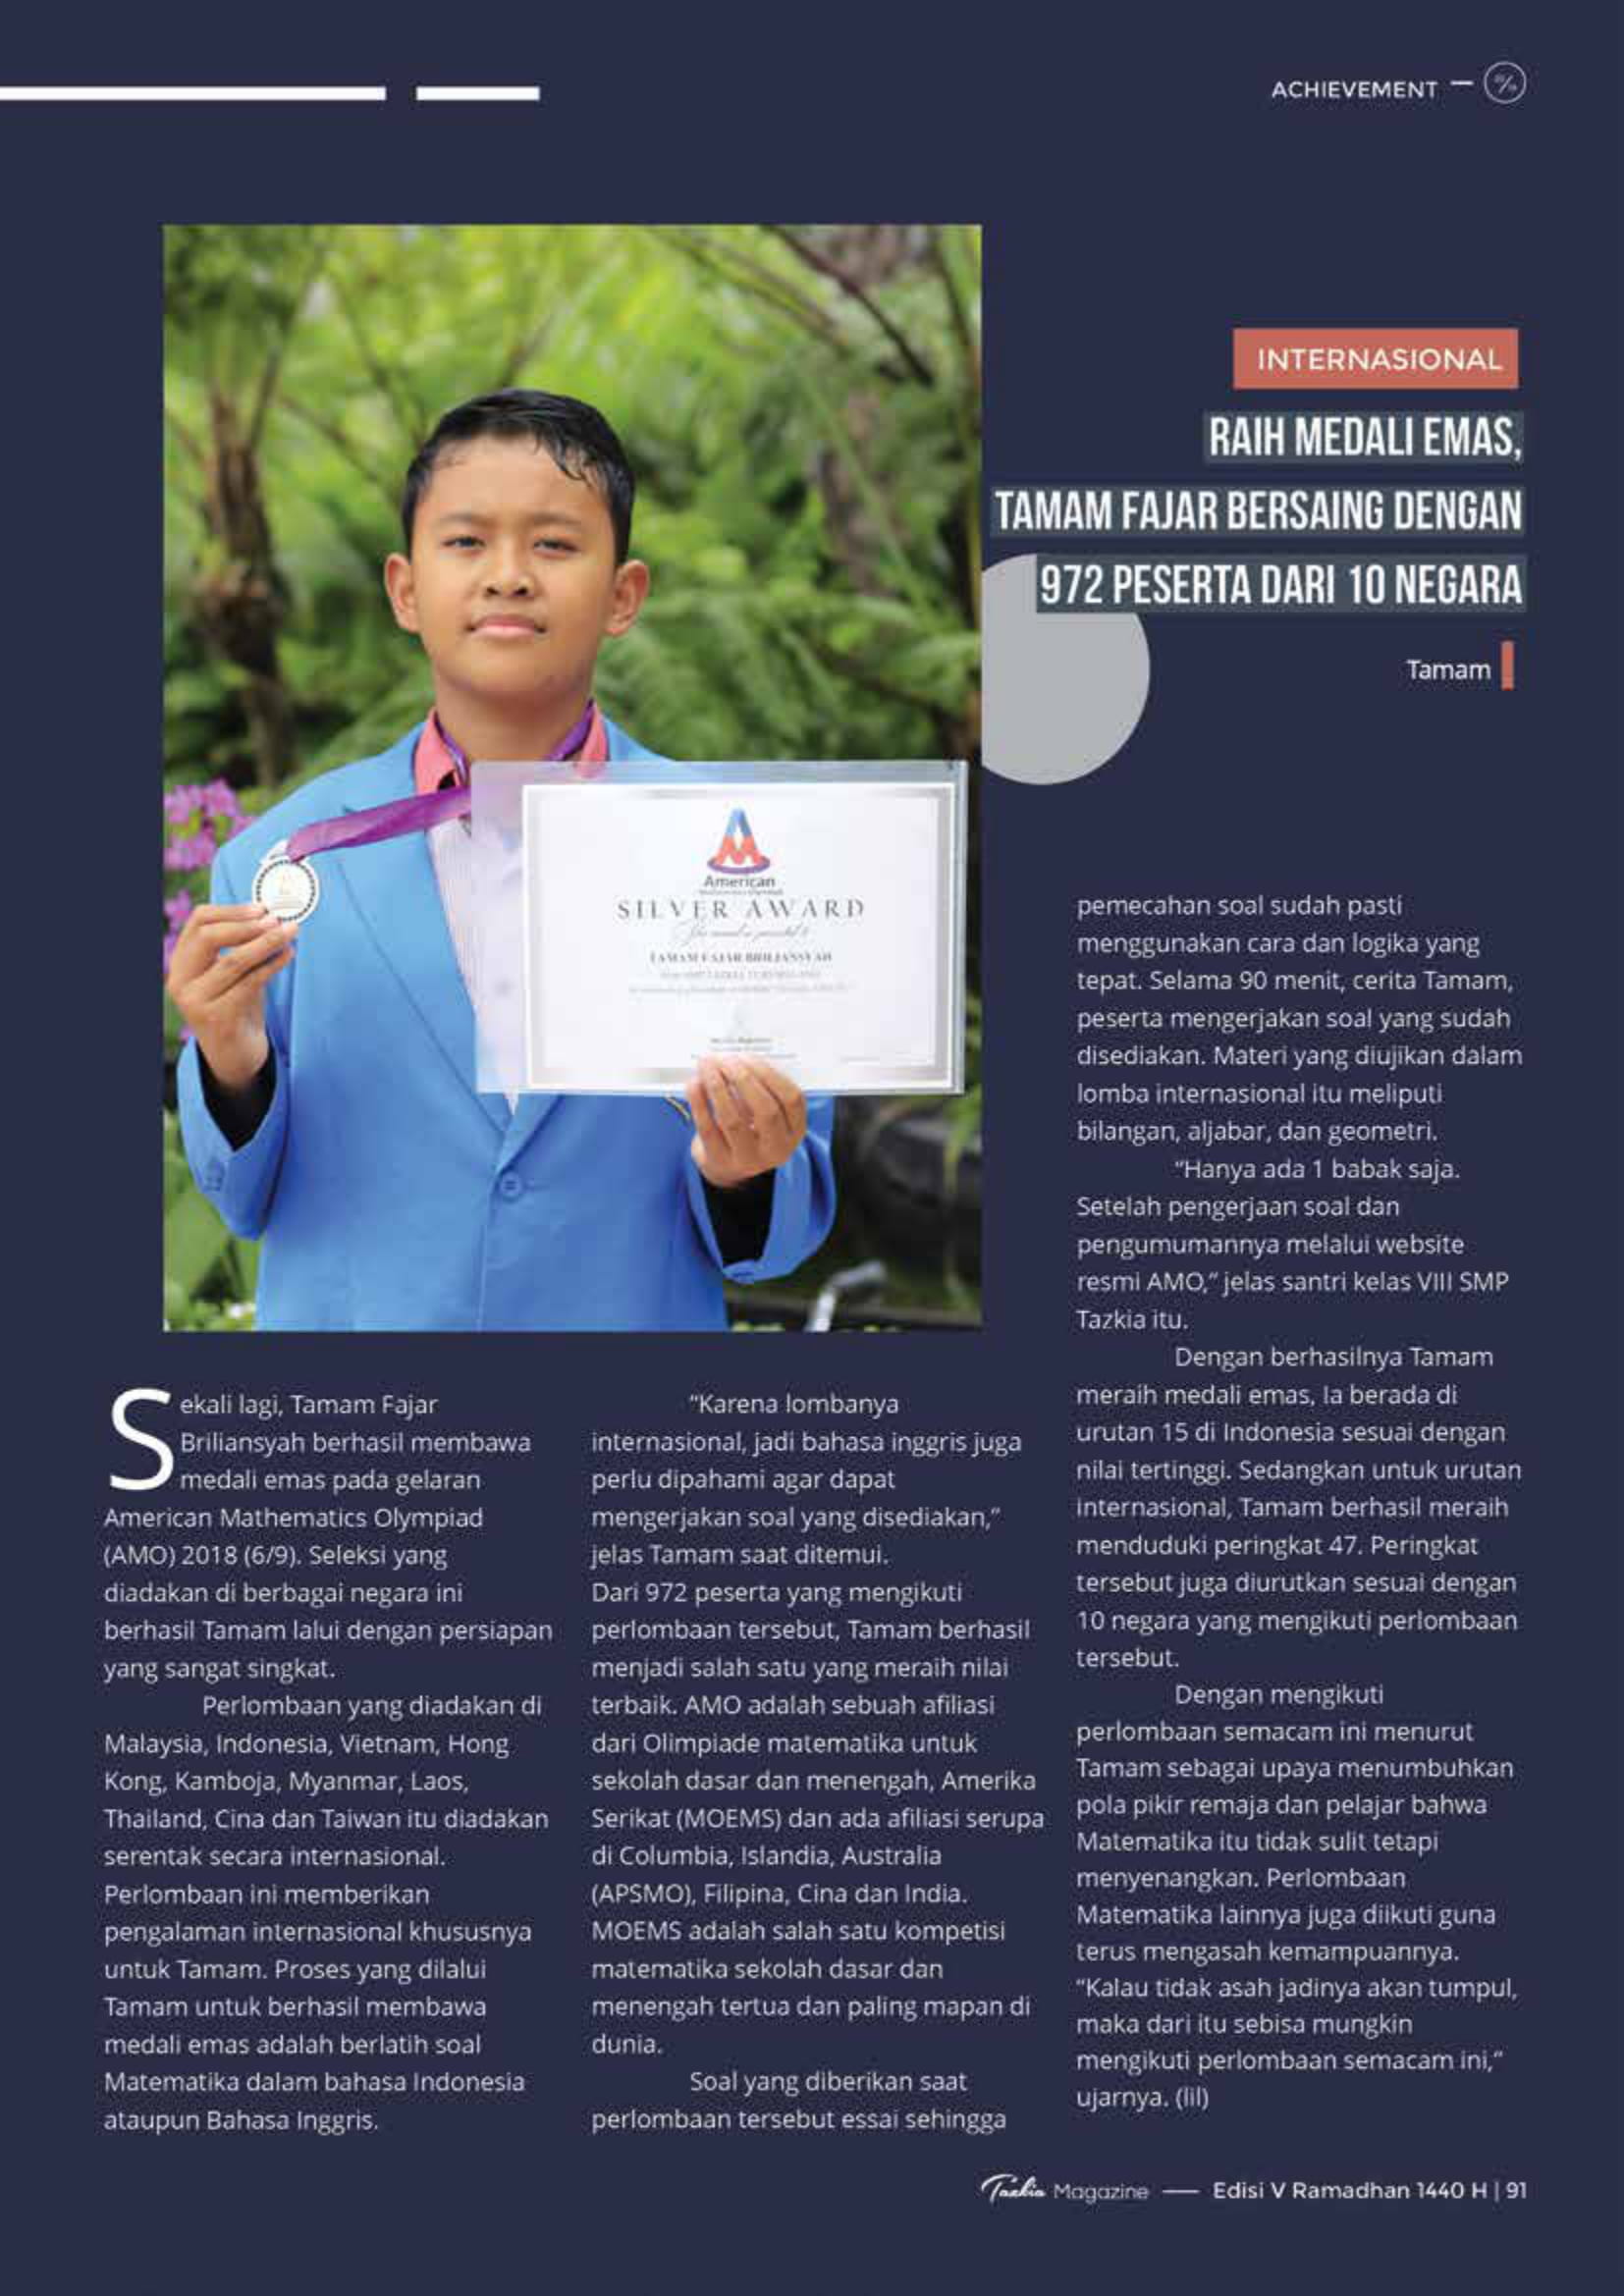 ACHIEVEMENT
INTERNASIONAL
RAIH MEDALI EMAS,
TAMAM FAJAR BERSAING DENGAN
972 PESERTA DARI 10 NEGARA
Tamam
American
SILVER AWARD
TAMAM FAJAR BRILIANSYAH
Sekali lagi, Tamam Fajar
Briliansyah berhasil membawa
medali emas pada gelaran
American Mathematics Olympiad
(AMO) 2018 (6/9). Seleksi yang
diadakan di berbagai negara ini
berhasil Tamam lalui dengan persiapan
yang sangat singkat.
Perlombaan yang diadakan di
Malaysia, Indonesia, Vietnam, Hong
Kong, Kamboja, Myanmar, Laos,
Thailand, Cina dan Taiwan itu diadakan
serentak secara internasional.
Perlombaan ini memberikan
pengalaman internasional khususnya
untuk Tamam. Proses yang dilalui
Tamam untuk berhasil membawa
medali emas adalah berlatih soal
Matematika dalam bahasa Indonesia
ataupun Bahasa Inggris.
“Karena lombanya
internasional, jadi bahasa inggris juga
perlu dipahami agar dapat
mengerjakan soal yang disediakan,”
jelas Tamam saat ditemui.
Dari 972 peserta yang mengikuti
perlombaan tersebut, Tamam berhasil
menjadi salah satu yang meraih nilai
terbaik. AMO adalah sebuah afiliasi
dari Olimpiade matematika untuk
sekolah dasar dan menengah, Amerika
Serikat (MOEMS) dan ada afiliasi serupa
di Columbia, Islandia, Australia
(APSMO), Filipina, Cina dan India.
MOEMS adalah salah satu kompetisi
matematika sekolah dasar dan
menengah tertua dan paling mapan di
dunia.
Soal yang diberikan saat
perlombaan tersebut essai sehingga
pemecahan soal sudah pasti
menggunakan cara dan logika yang
tepat. Selama 90 menit, cerita Tamam,
peserta mengerjakan soal yang sudah
disediakan. Materi yang diujikan dalam
lomba internasional itu meliputi
bilangan, aljabar, dan geometri.
“Hanya ada 1 babak saja.
Setelah pengerjaan soal dan
pengumumannya melalui website
resmi AMO,” jelas santri kelas VIII SMP
Tazkia itu.
Dengan berhasilnya Tamam
meraih medali emas, Ia berada di
urutan 15 di Indonesia sesuai dengan
nilai tertinggi. Sedangkan untuk urutan
internasional, Tamam berhasil meraih
menduduki peringkat 47. Peringkat
tersebut juga diurutkan sesuai dengan
10 negara yang mengikuti perlombaan
tersebut.
Dengan mengikuti
perlombaan semacam ini menurut
Tamam sebagai upaya menumbuhkan
pola pikir remaja dan pelajar bahwa
Matematika itu tidak sulit tetapi
menyenangkan. Perlombaan
Matematika lainnya juga diikuti guna
terus mengasah kemampuannya.
“Kalau tidak asah jadinya akan tumpul,
maka dari itu sebisa mungkin
mengikuti perlombaan semacam ini,”
ujarnya. (lil)
Tazkia Magazine — Edisi V Ramadhan 1440 H | 91